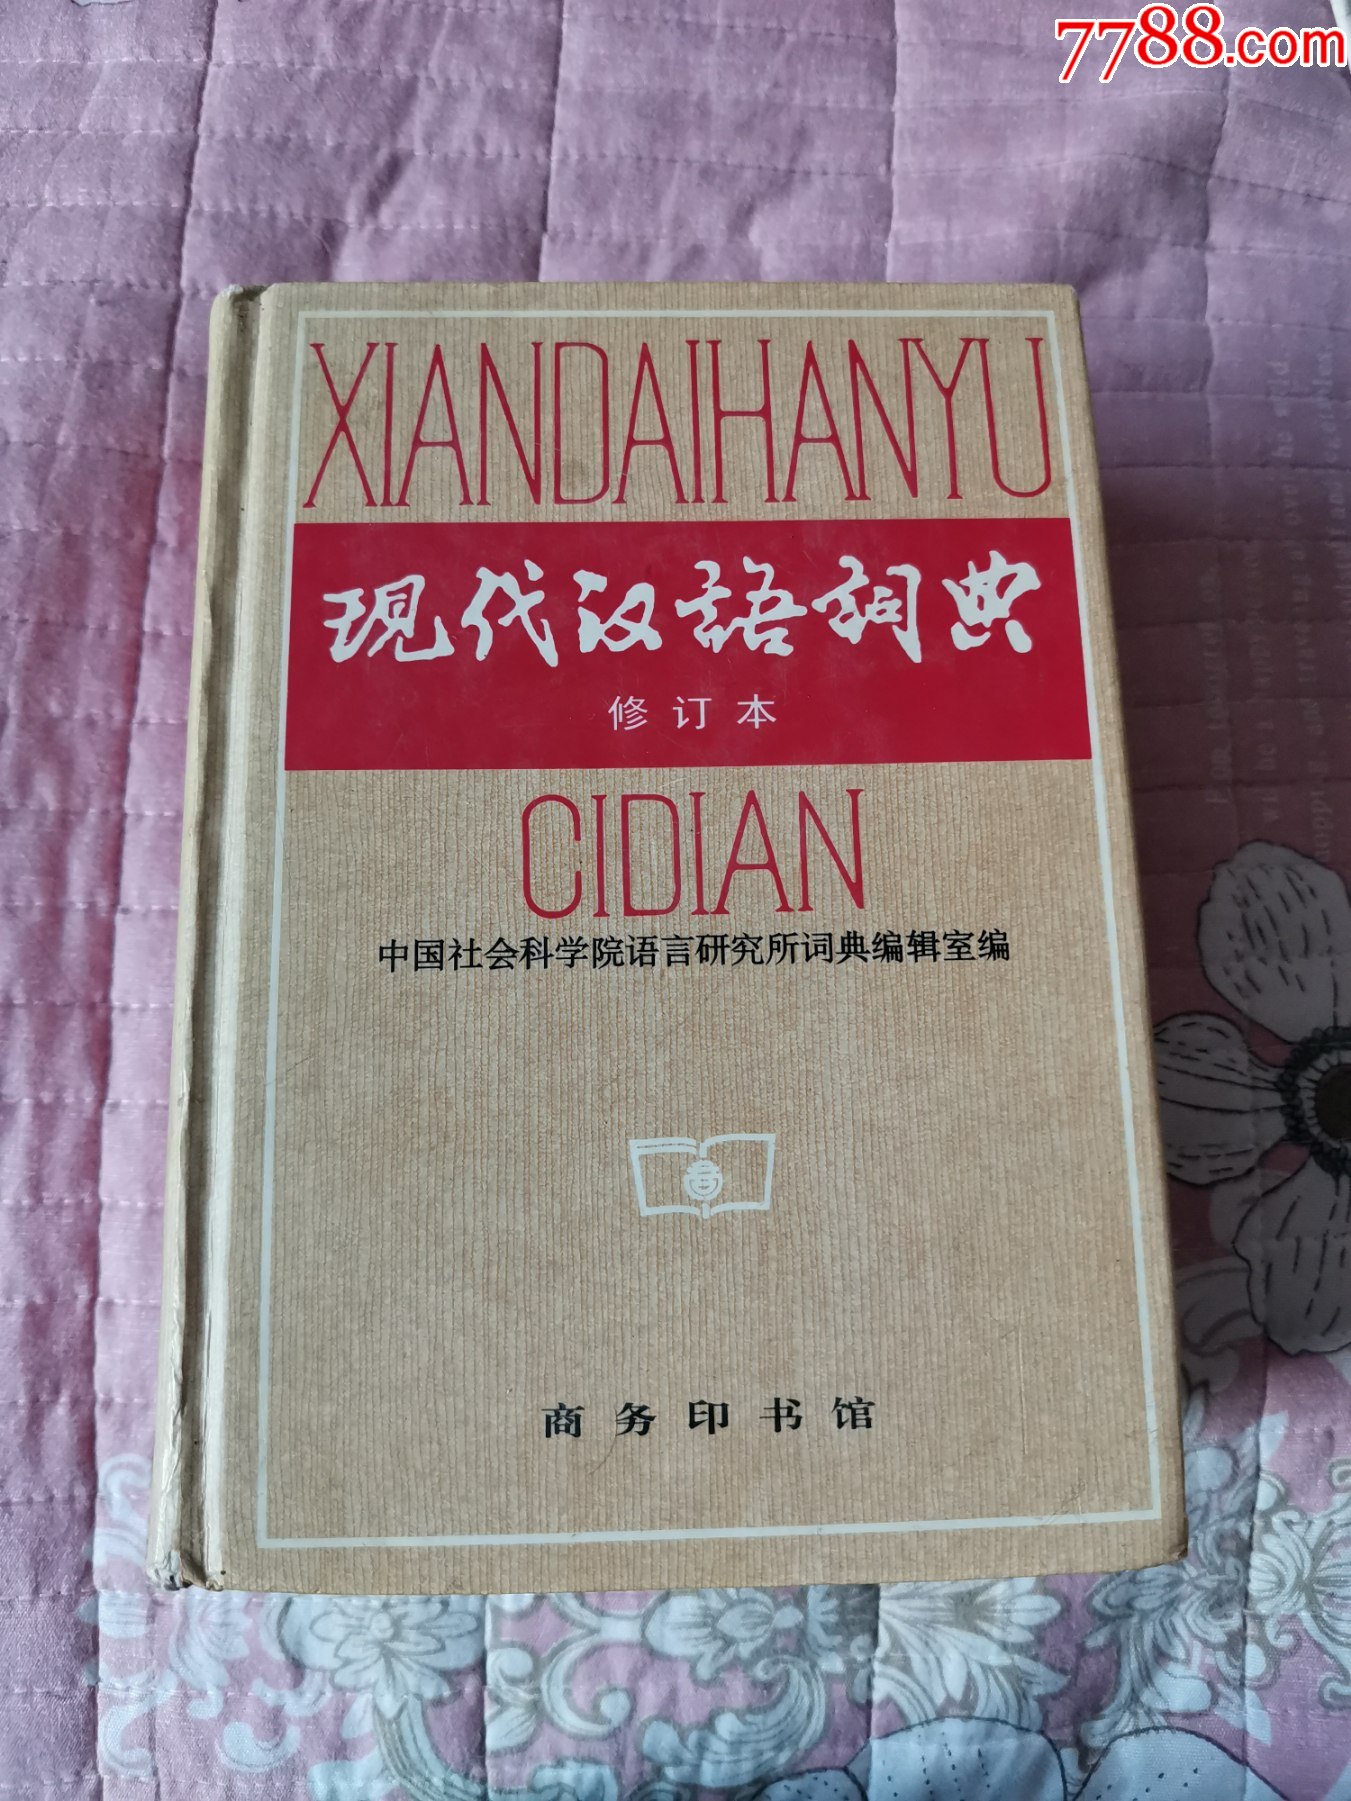 7788.com
XIANDAIHANYU
现代汉语词典
修订本
CIDIAN
中国社会科学院语言研究所词典编辑室编
商务印书馆